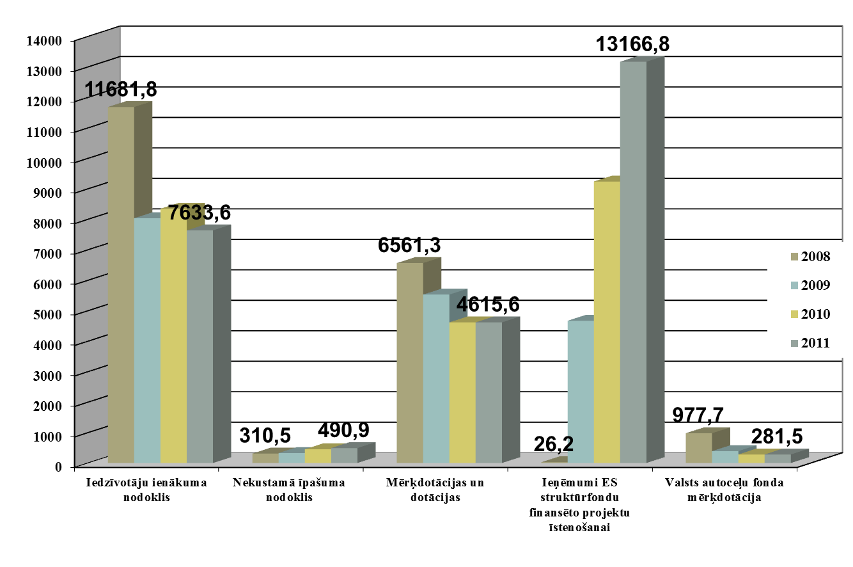 14000
13000
12000
11000
10000
9000
8000
7000
6000
5000
4000
3000
2000
1000
0
11681,8
7633,6
310,5
490,9
6561,3
4615,6
26,2
13166,8
977,7
281,5
Iedzīvotāju ienākuma
nodoklis
Nekustamā īpašuma
nodoklis
Mērķdotācijas un
dotācijas
Ieņēmumi ES
struktūrfondu
finansēto projektu
īstenošanai
Valsts autoceļu fonda
mērķdotācija
2008
2009
2010
2011